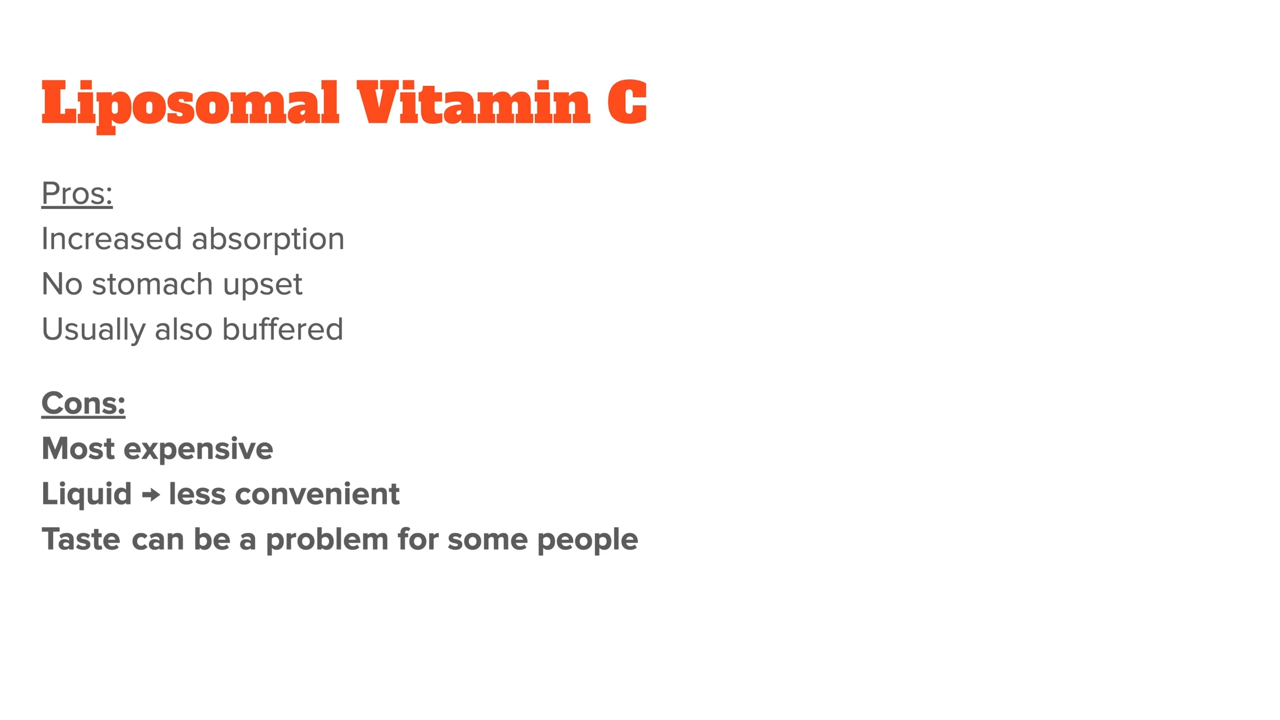 Liposomal Vitamin C
Pros:
Increased absorption
No stomach upset
Usually also buffered
Cons:
Most expensive
Liquid → less convenient
Taste can be a problem for some people